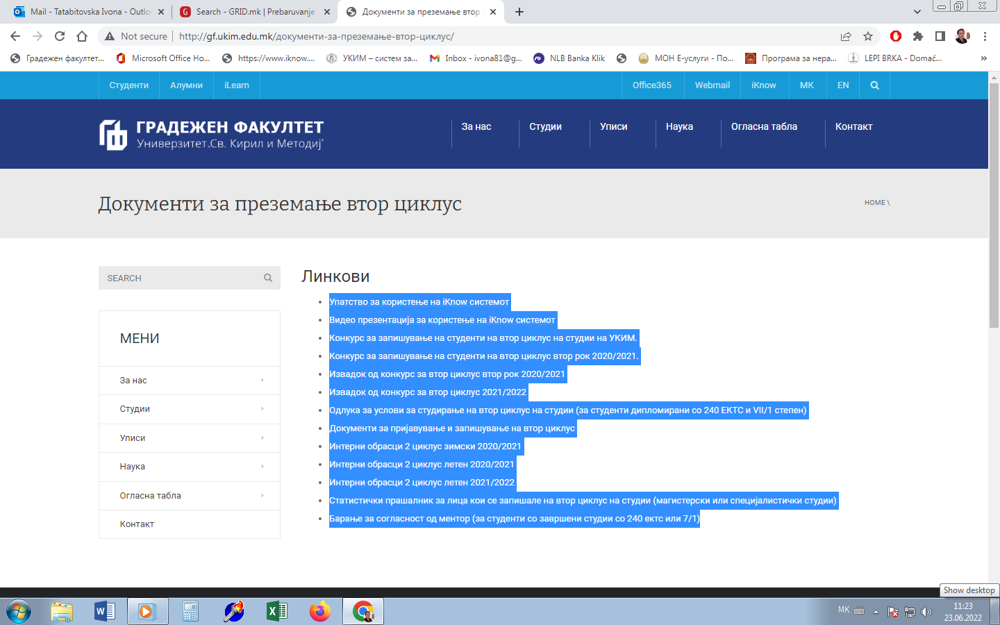 Mail - Tatabitovska Ivona - Outlo
Search - GRID.mk | Prebaruvanje
Документи за преземање втор
Not secure
http://gf.ukim.edu.mk/документи-за-преземање-втор-циклус/
Градежен факултет...
Microsoft Office Ho...
https://www.iknow....
УКИМ – систем за...
Inbox - ivona81@g...
NLB Banka Klik
МОН Е-услуги - По...
Програма за нера...
LEPI BRKA - Domać...
»
Студенти
Алумни
iLearn
Office365
Webmail
iKnow
МК
EN
ГРАДЕЖЕН ФАКУЛТЕТ
Универзитет„Св. Кирил и Методиј“
За нас
Студии
Уписи
Наука
Огласна табла
Контакт
Документи за преземање втор циклус
HOME \
SEARCH
МЕНИ
За нас
Студии
Уписи
Наука
Огласна табла
Контакт
Линкови
Упатство за користење на iKnow системот
Видео презентација за користење на iKnow системот
Конкурс за запишување на студенти на втор циклус на студии на УКИМ.
Конкурс за запишување на студенти на втор циклус втор рок 2020/2021.
Извадок од конкурс за втор циклус втор рок 2020/2021
Извадок од конкурс за втор циклус 2021/2022
Одлука за услови за студирање на втор циклус на студии (за студенти дипломирани со 240 ЕКТС и VII/1 степен)
Документи за пријавување и запишување на втор циклус
Интерни обрасци 2 циклус зимски 2020/2021
Интерни обрасци 2 циклус летен 2020/2021
Интерни обрасци 2 циклус летен 2021/2022
Статистички прашалник за лица кои се запишале на втор циклус на студии (магистерски или специјалистички студии)
Барање за согласност од ментор (за студенти со завршени студии со 240 ектс или 7/1)
Show desktop
МК
11:23
23.06.2022